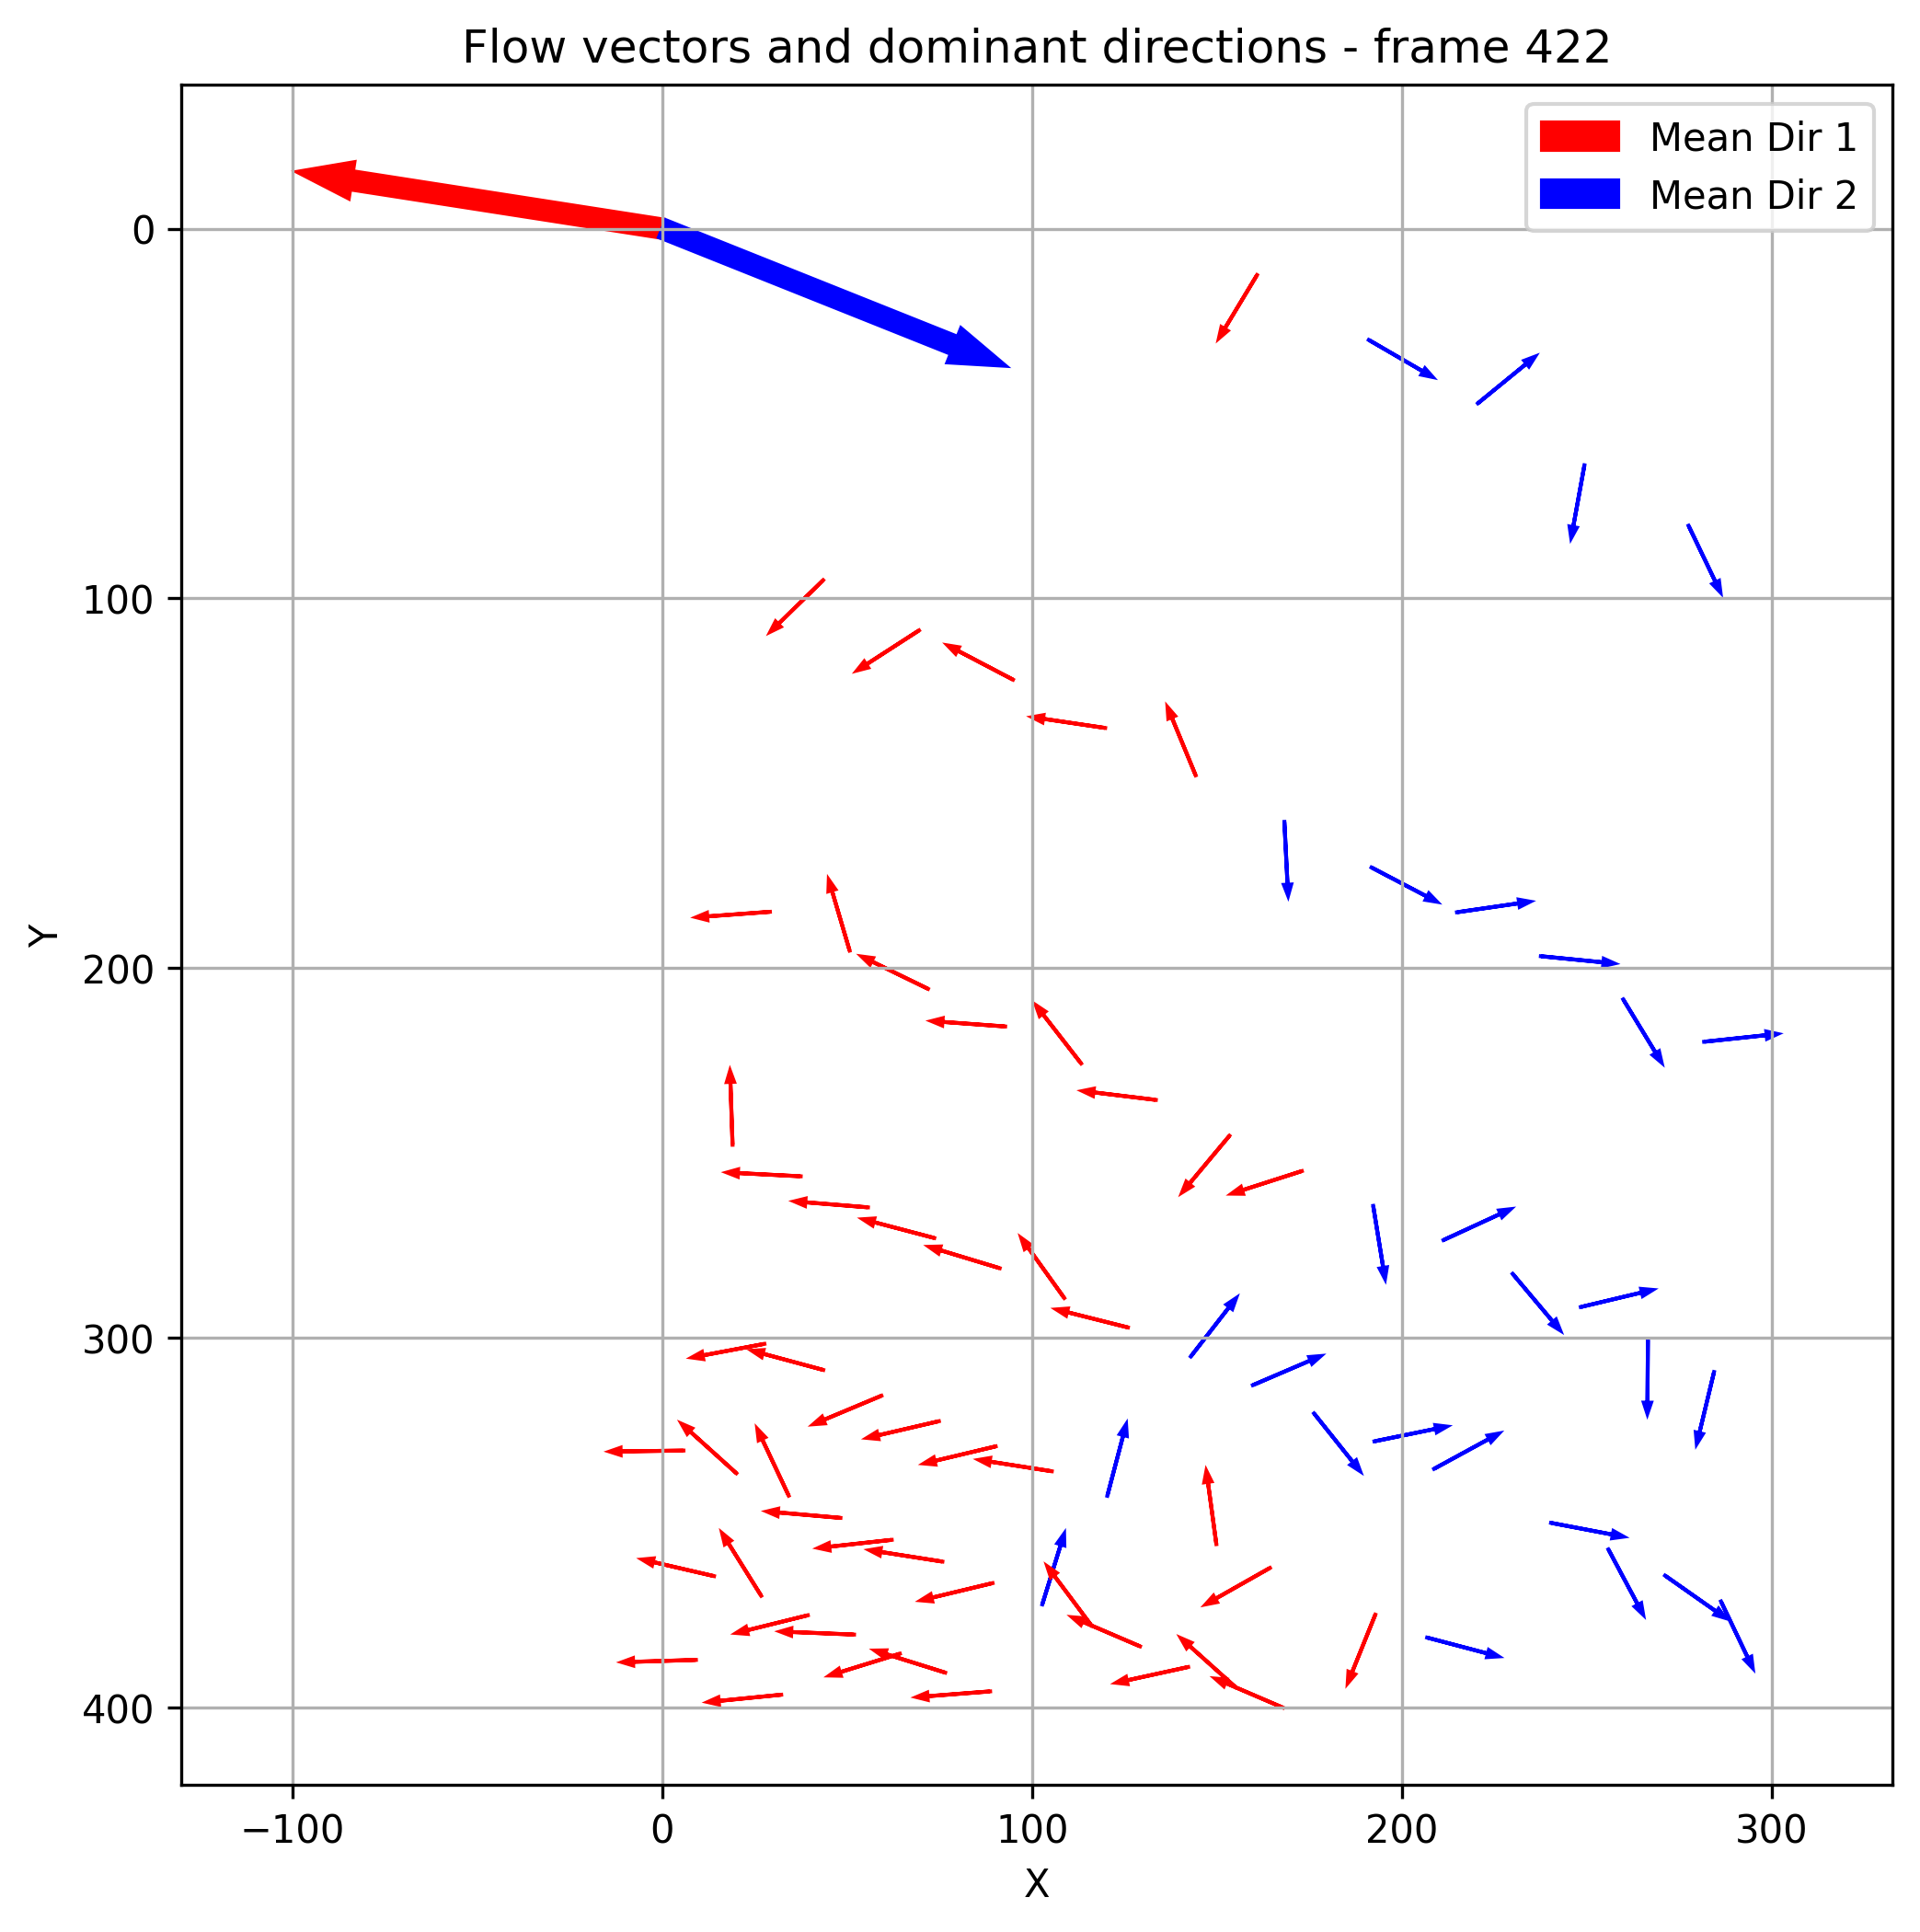 Flow vectors and dominant directions - frame 422
Mean Dir 1
Mean Dir 2
0
100
200
300
400
Y
−100
0
100
200
300
X